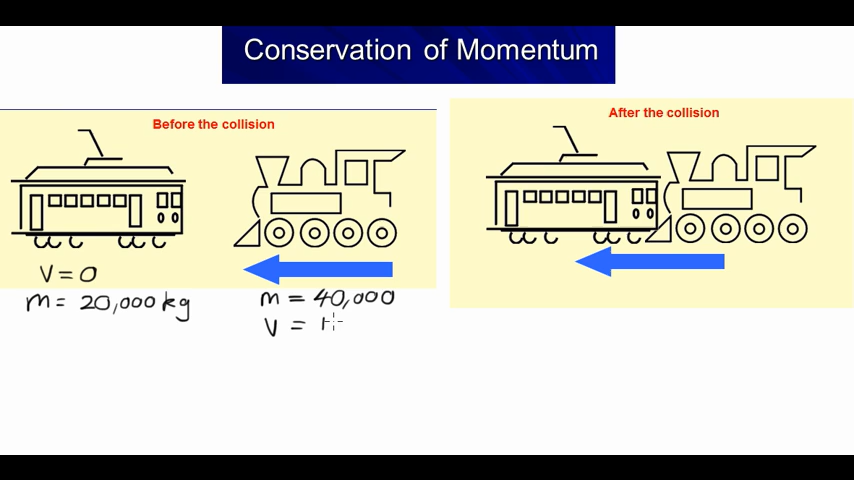 Conservation of Momentum
Before the collision
After the collision
V = 0
m = 20,000 kg
m = 40,000
V =